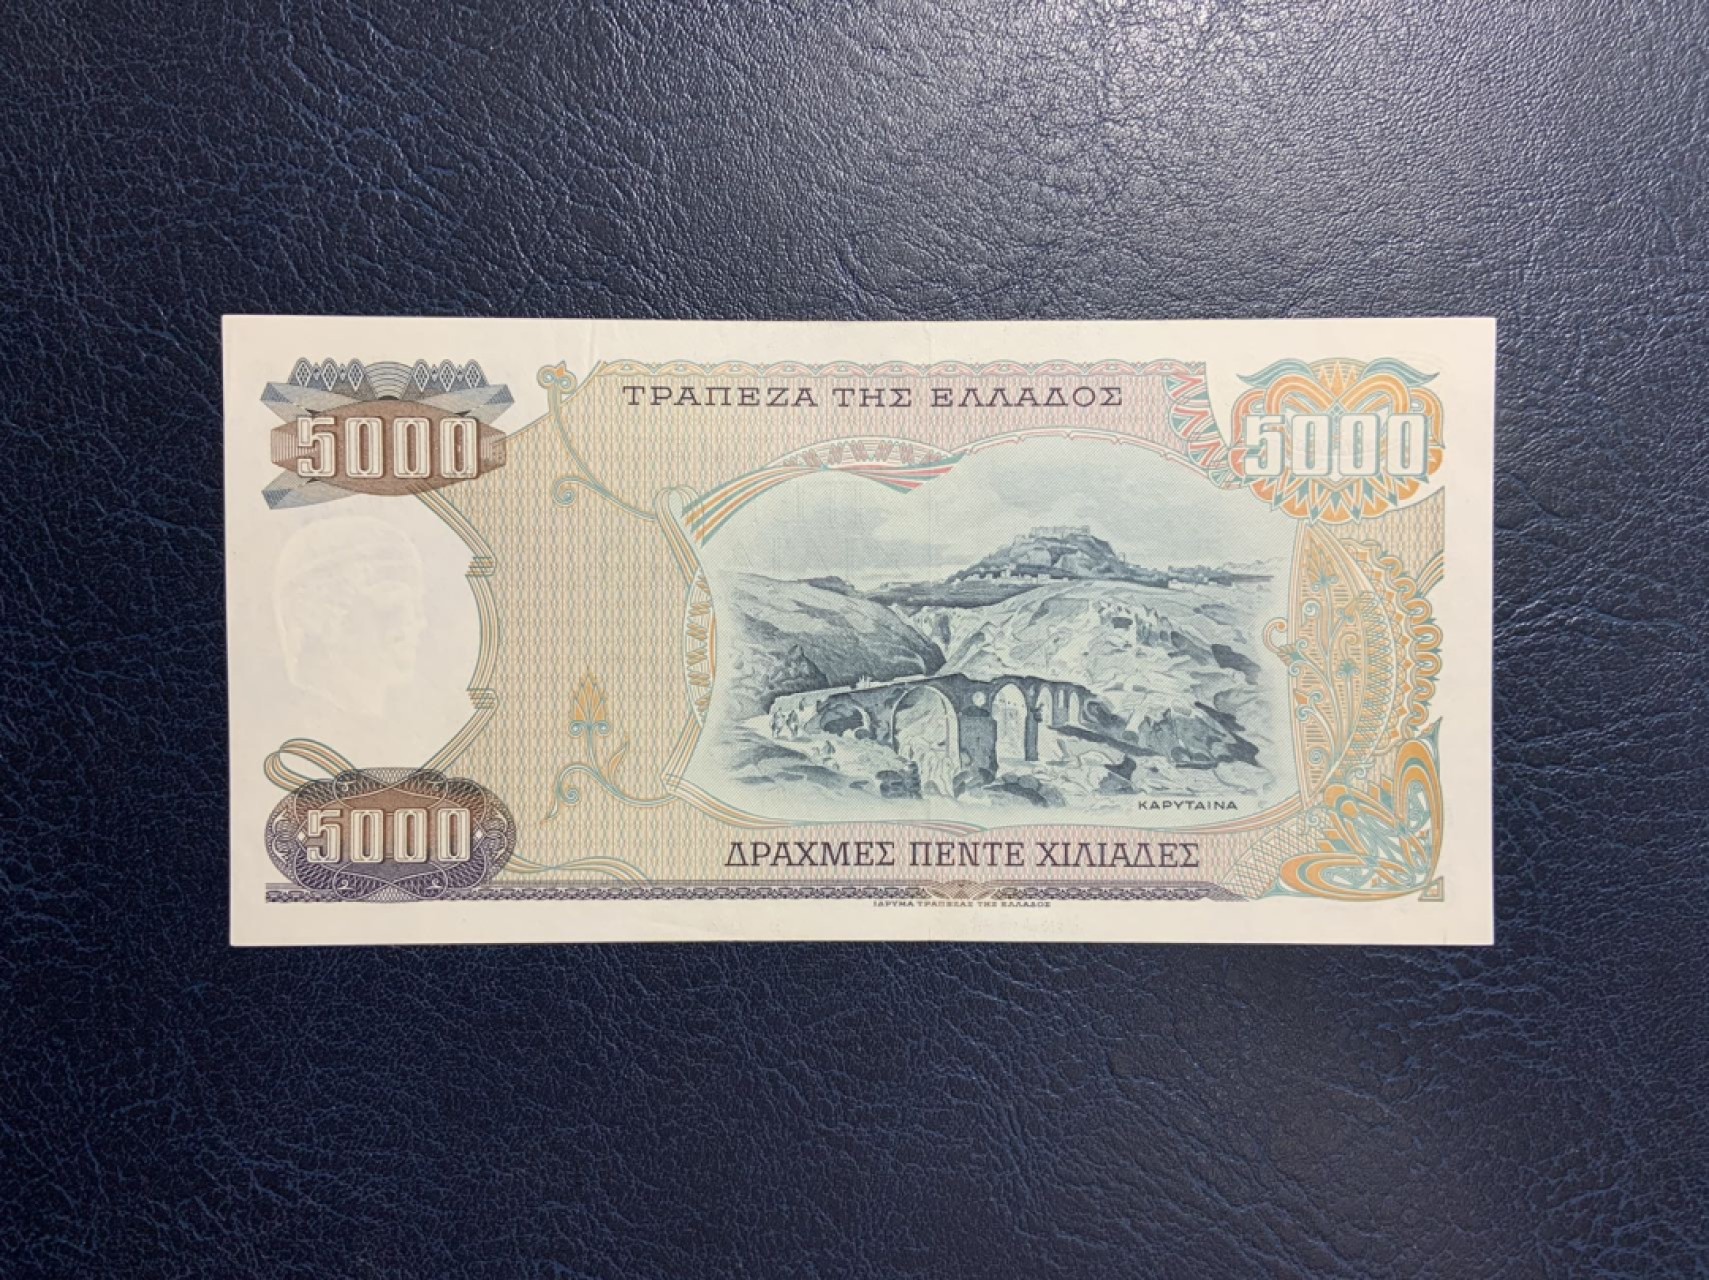 ΤΡΑΠΕΖΑ ΤΗΣ ΕΛΛΑΔΟΣ
5000
5000
ΚΑΡΥΤΑΙΝΑ
5000
ΔΡΑΧΜΕΣ ΠΕΝΤΕ ΧΙΛΙΑΔΕΣ
ΙΔΡΥΜΑ ΤΡΑΠΕΖΑΣ ΤΗΣ ΕΛΛΑΔΟΣ